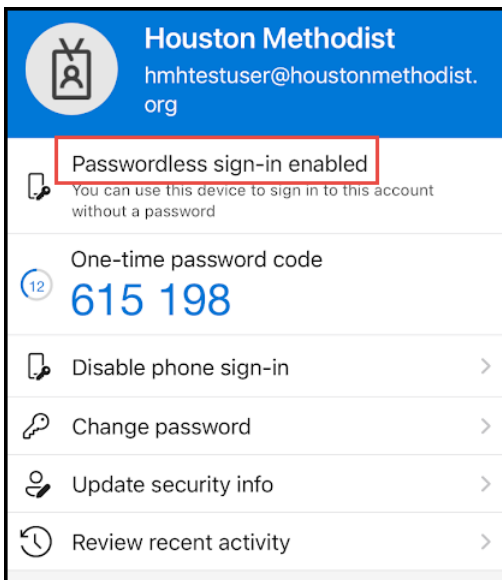 Houston Methodist
hmhtestuser@houstonmethodist.
org
Passwordless sign-in enabled
You can use this device to sign in to this account
without a password
One-time password code
12
615 198
Disable phone sign-in
Change password
Update security info
Review recent activity